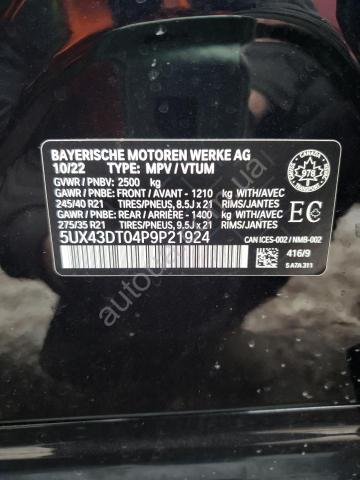 BAYERISCHE MOTOREN WERKE AG
10/22 TYPE: MPV / VTUM
GVWR / PNBV: 2500 kg
GAWR / PNBE: FRONT / AVANT - 1210 kg WITH/AVEC
245/40 R21 TIRES/PNEUS, 8.5J x 21 RIMS/JANTES
GAWR / PNBE: REAR / ARRIÈRE - 1400 kg WITH/AVEC
275/35 R21 TIRES/PNEUS, 9.5J x 21 RIMS/JANTES
5UX43DT04P9P21924
CANADA
978
EC
CAN ICES-002 / NMB-002
416/9